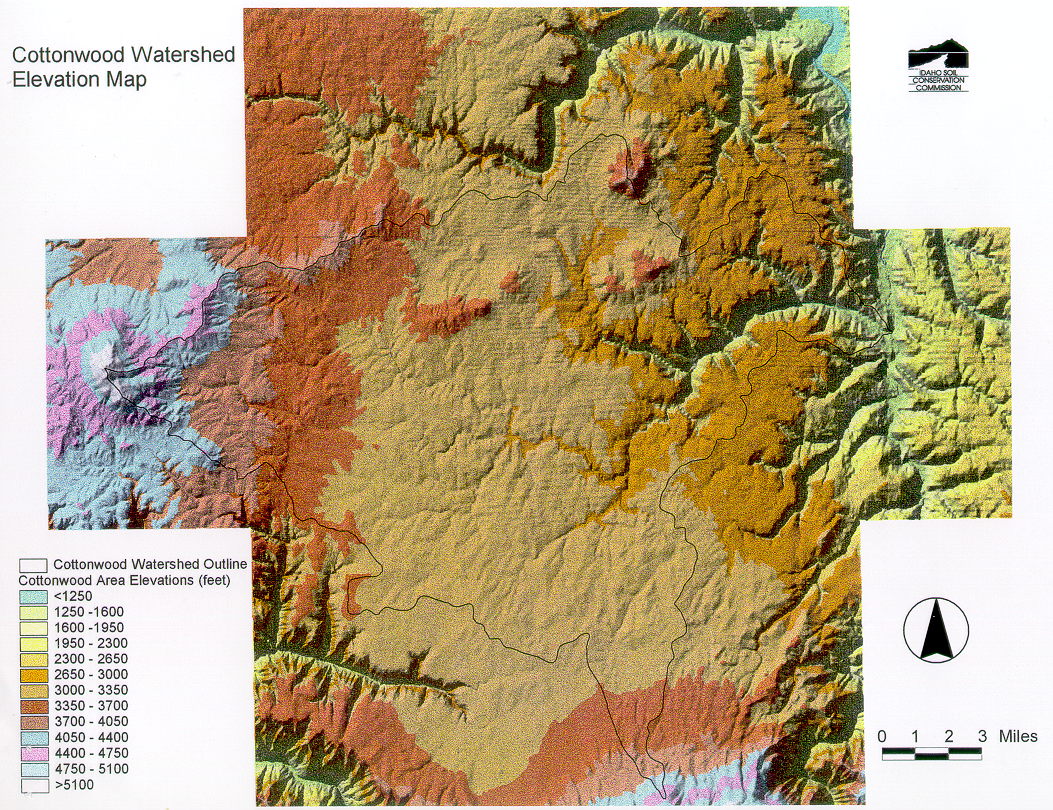 Cottonwood Watershed
Elevation Map
IDAHO SOIL
CONSERVATION
COMMISSION
Cottonwood Watershed Outline
Cottonwood Area Elevations (feet)
<1250
1250 -1600
1600 -1950
1950 - 2300
2300 - 2650
2650 - 3000
3000 - 3350
3350 - 3700
3700 - 4050
4050 - 4400
4400 - 4750
4750 - 5100
>5100
0 1 2 3 Miles